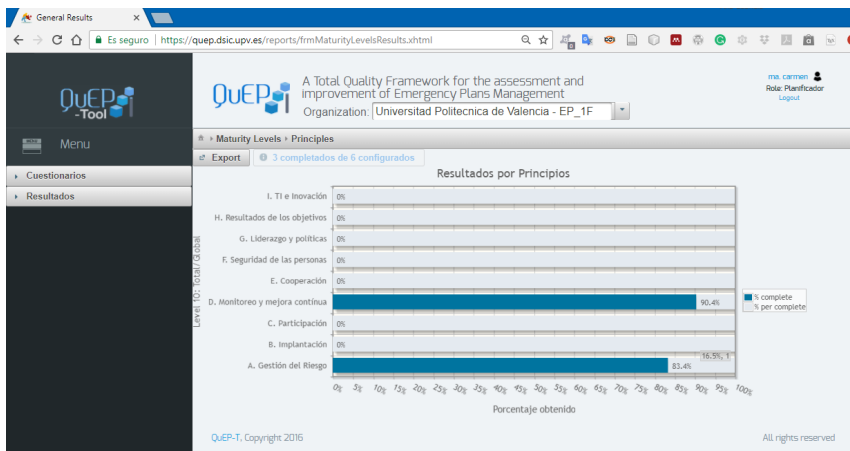 General Results
Es seguro | https://quep.dsic.upv.es/reports/frmMaturityLevelsResults.xhtml
QuEP
-Tool
QuEP
A Total Quality Framework for the assessment and
improvement of Emergency Plans Management
Organization: Universitad Politecnica de Valencia - EP_1F
ma. carmen
Role: Planificador
Logout
Menu
Cuestionarios
Resultados
Maturity Levels Principles
Export 3 completados de 6 configurados
Resultados por Principios
Level 10: Total/Global
I. TI e Inovación 0%
H. Resultados de los objetivos 0%
G. Liderazgo y políticas 0%
F. Seguridad de las personas 0%
E. Cooperación 0%
D. Monitoreo y mejora contínua 90.4%
C. Participación 0%
B. Implantación 0%
16.5%, 1
A. Gestión del Riesgo 83.4%
0% 5% 10% 15% 20% 25% 30% 35% 40% 45% 50% 55% 60% 65% 70% 75% 80% 85% 90% 95% 100%
Porcentaje obtenido
% complete
% per complete
QuEP-T, Copyright 2016
All rights reserved